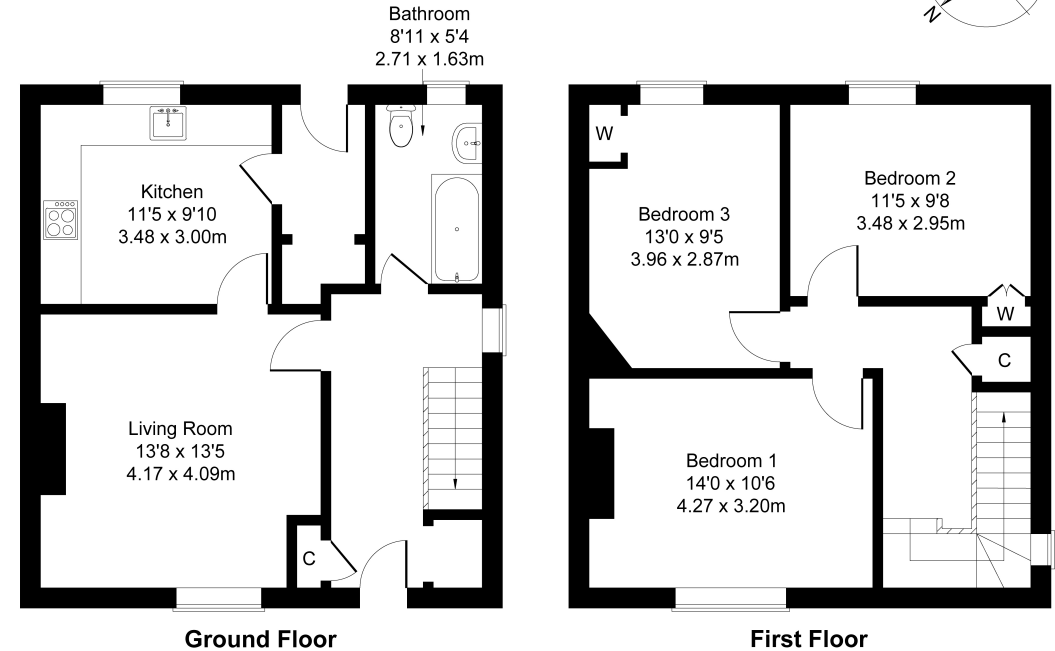 Bathroom
8'11 x 5'4
2.71 x 1.63m
N
Kitchen
11'5 x 9'10
3.48 x 3.00m
Living Room
13'8 x 13'5
4.17 x 4.09m
C
Ground Floor
W
Bedroom 3
13'0 x 9'5
3.96 x 2.87m
Bedroom 2
11'5 x 9'8
3.48 x 2.95m
W
C
Bedroom 1
14'0 x 10'6
4.27 x 3.20m
First Floor